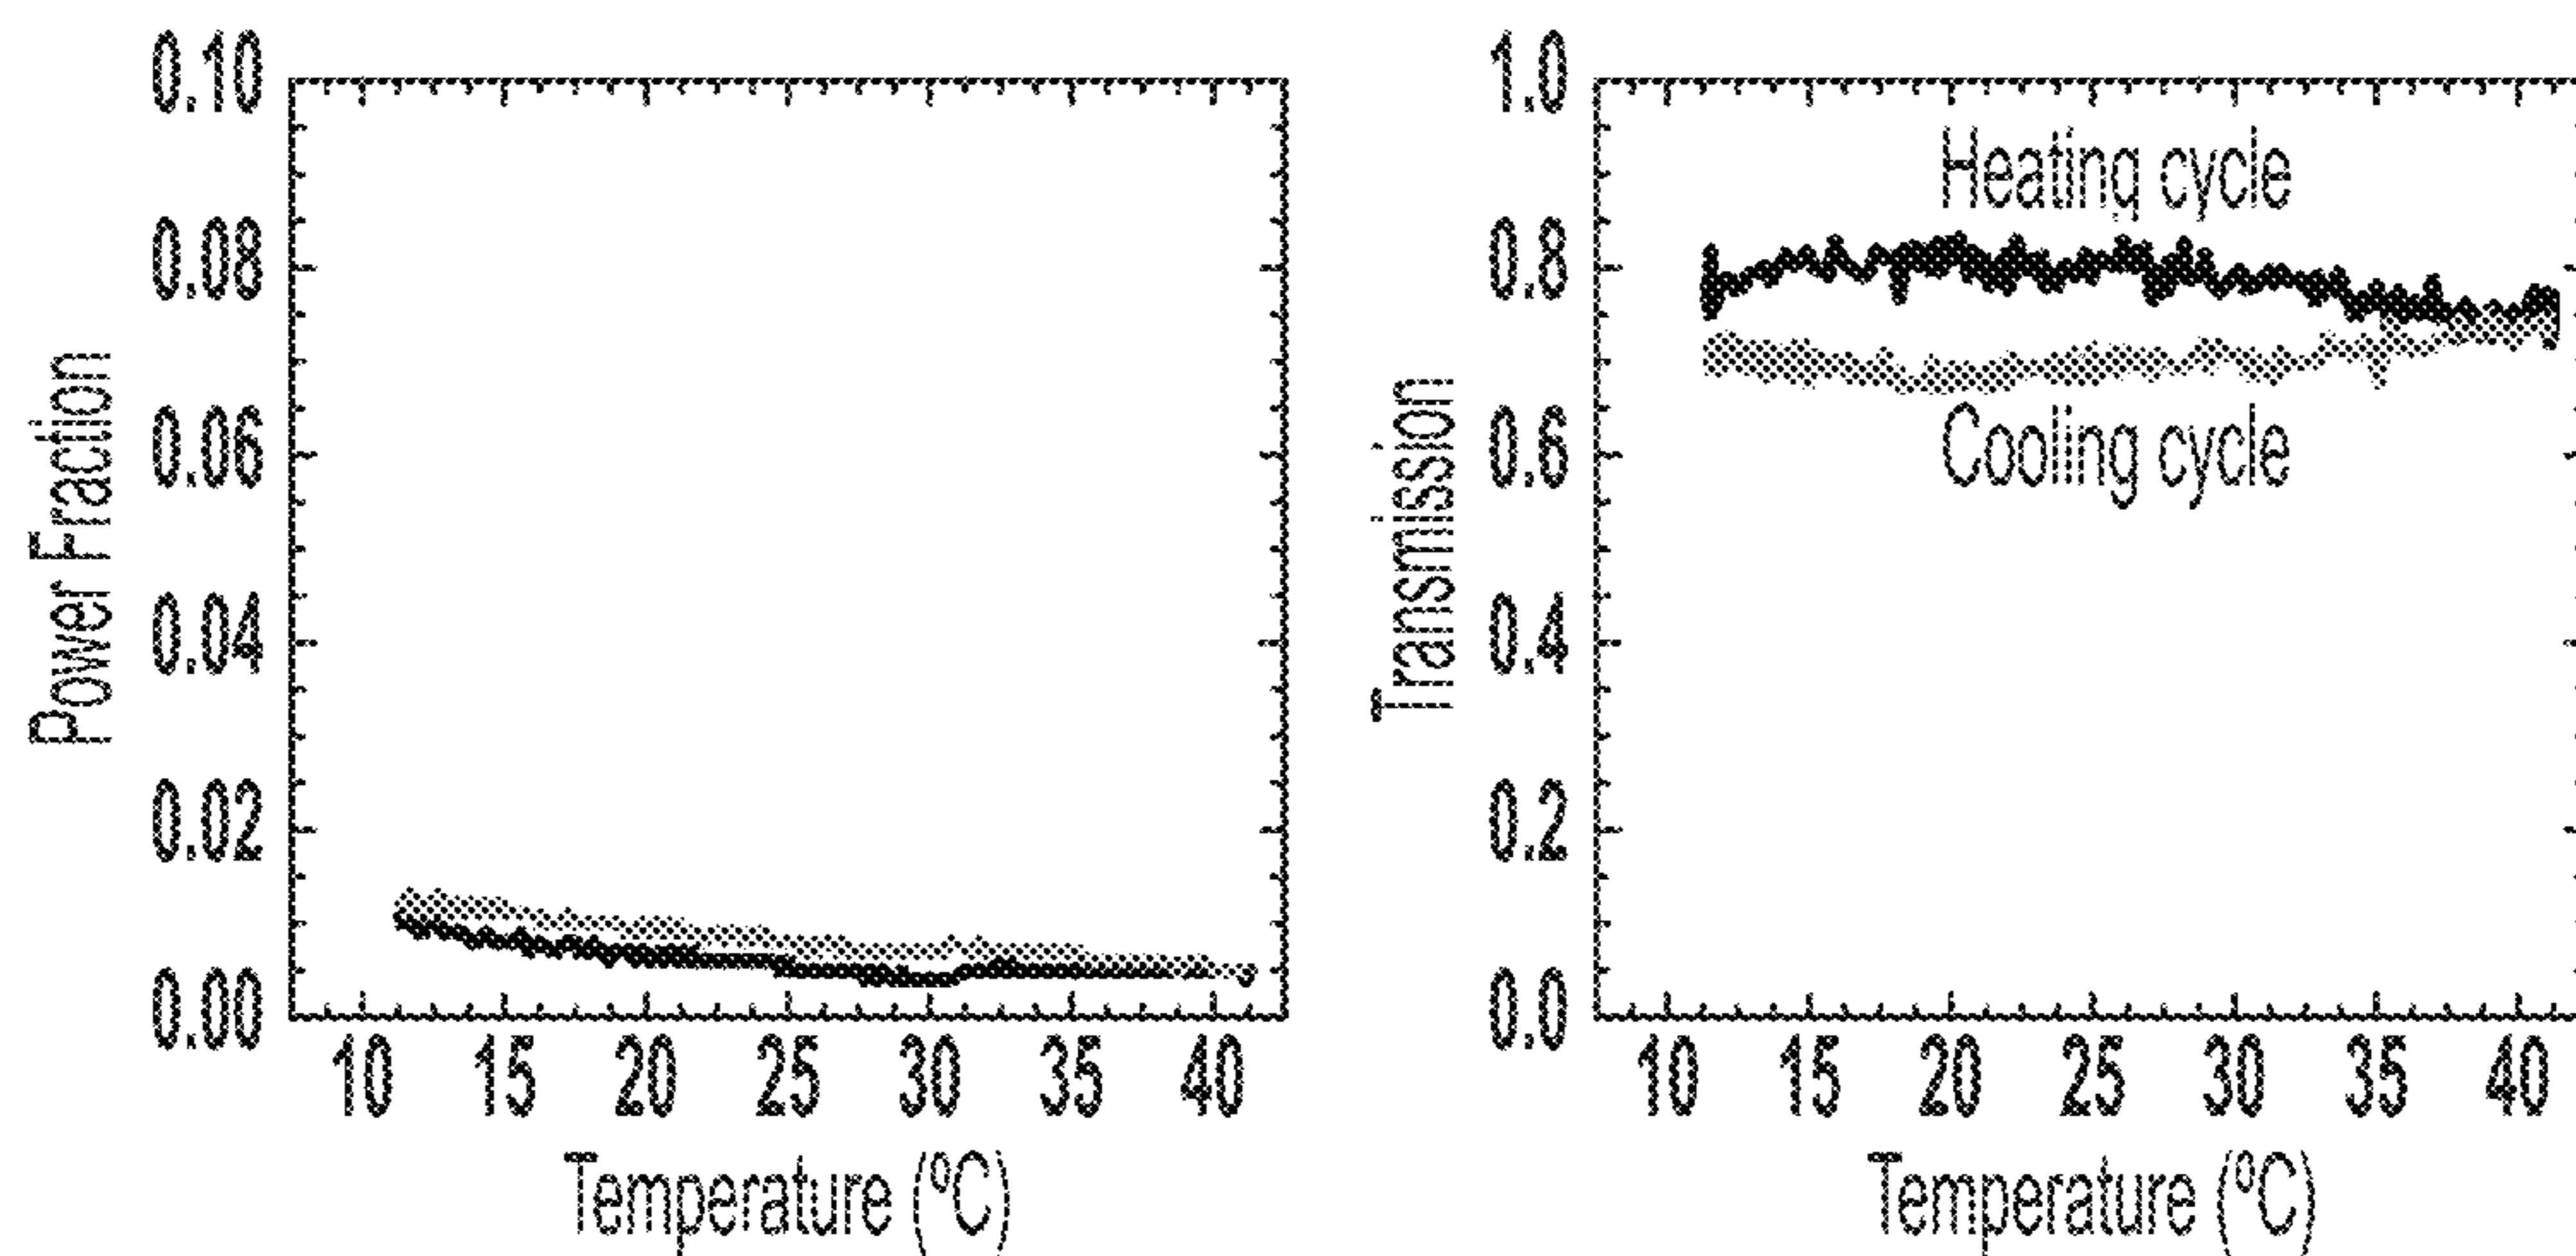 0.10
0.08
0.06
0.04
0.02
0.00
Power Fraction
10 15 20 25 30 35 40
Temperature (⁰C)
1.0
0.8
0.6
0.4
0.2
0.0
Transmission
Heating cycle
Cooling cycle
10 15 20 25 30 35 40
Temperature (⁰C)